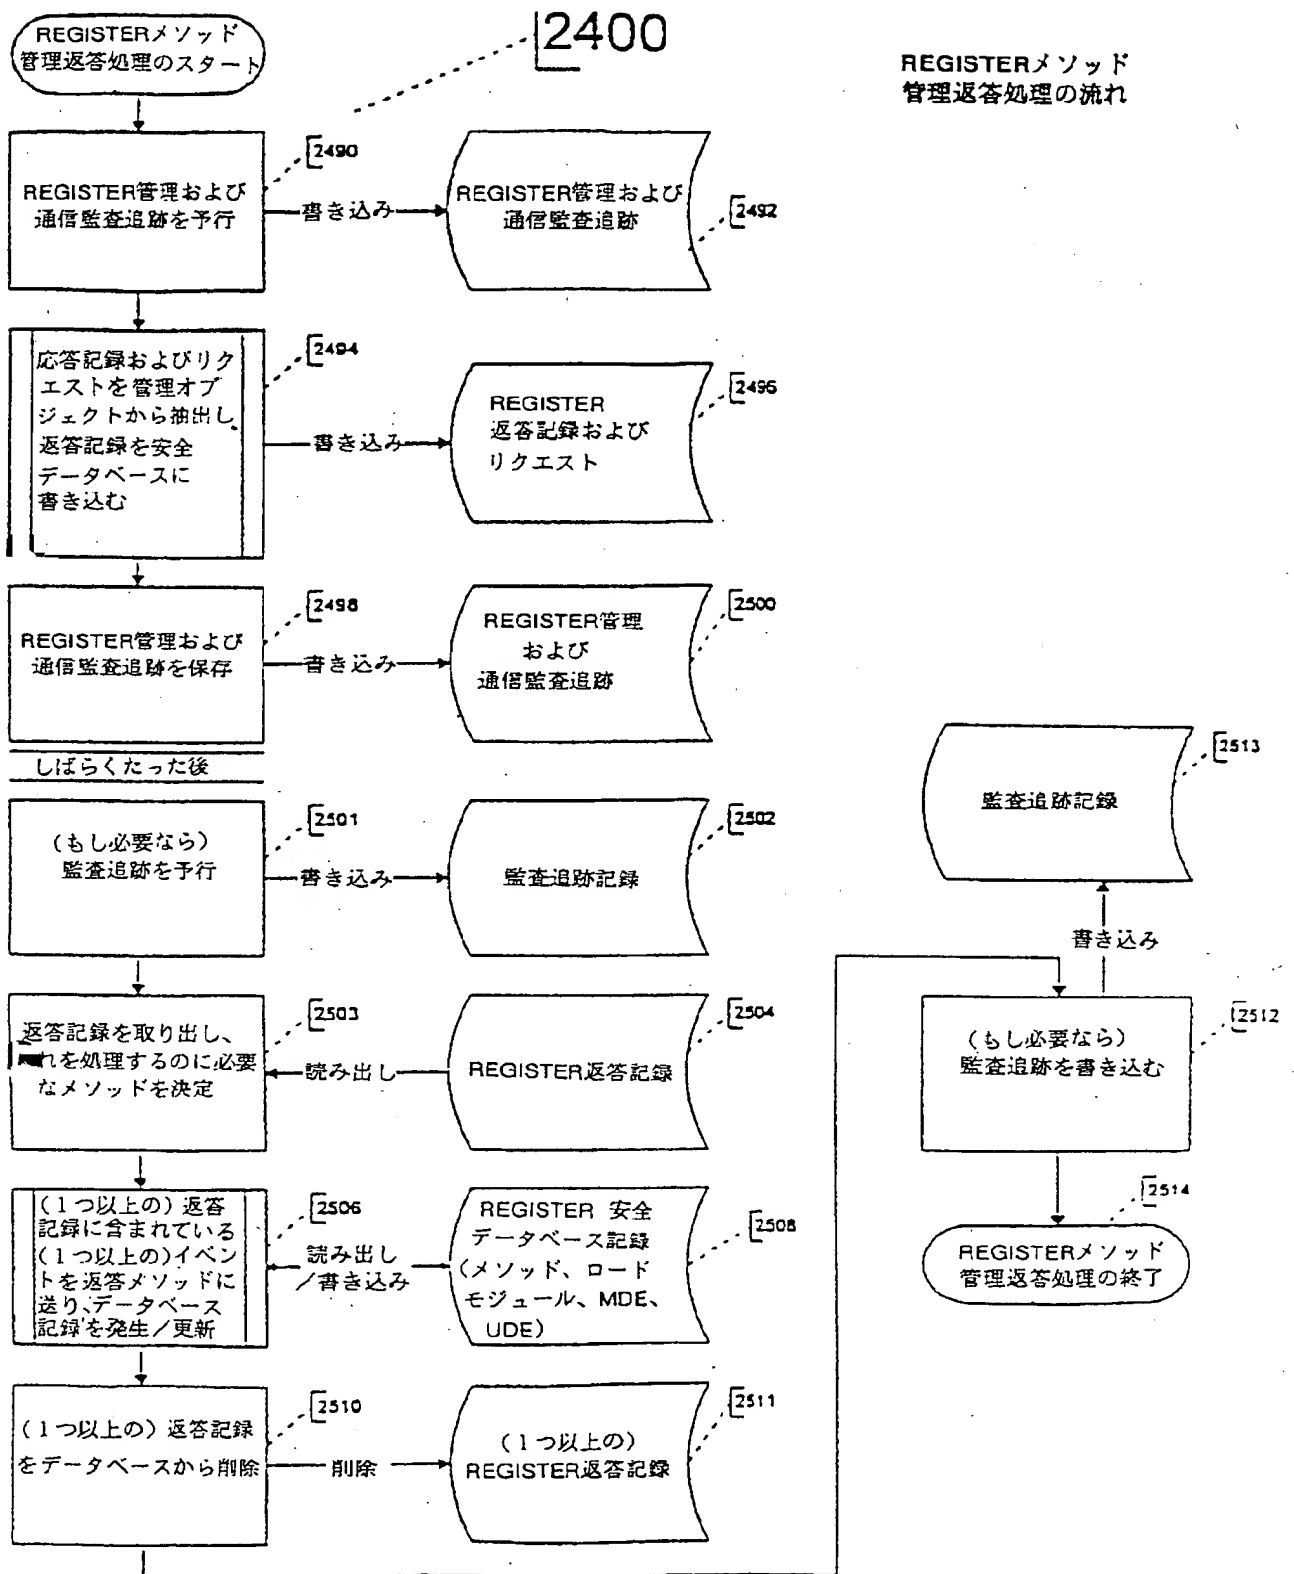 REGISTERメソッド
管理返答処理のスタート
2400
REGISTERメソッド
管理返答処理の流れ
REGISTER管理および
通信監査追跡を予行
2490
書き込み
REGISTER管理および
通信監査追跡
2492
応答記録およびリク
エストを管理オブ
ジェクトから抽出し、
返答記録を安全
データベースに
書き込む
2494
書き込み
REGISTER
返答記録および
リクエスト
2496
REGISTER管理および
通信監査追跡を保存
2498
書き込み
REGISTER管理
および
通信監査追跡
2500
しばらくたった後
(もし必要なら)
監査追跡を予行
2501
書き込み
監査追跡記録
2502
返答記録を取り出し、
れを処理するのに必要
なメソッドを決定
2503
読み出し
REGISTER返答記録
2504
(1つ以上の)返答
記録に含まれている
(1つ以上の)イベン
トを返答メソッドに
送り、データベース
記録を発生/更新
2506
読み出し
/書き込み
REGISTER 安全
データベース記録
(メソッド、ロード
モジュール、MDE、
UDE)
2508
(1つ以上の)返答記録
をデータベースから削除
2510
削除
(1つ以上の)
REGISTER返答記録
2511
監査追跡記録
2513
書き込み
(もし必要なら)
監査追跡を書き込む
2512
2514
REGISTERメソッド
管理返答処理の終了